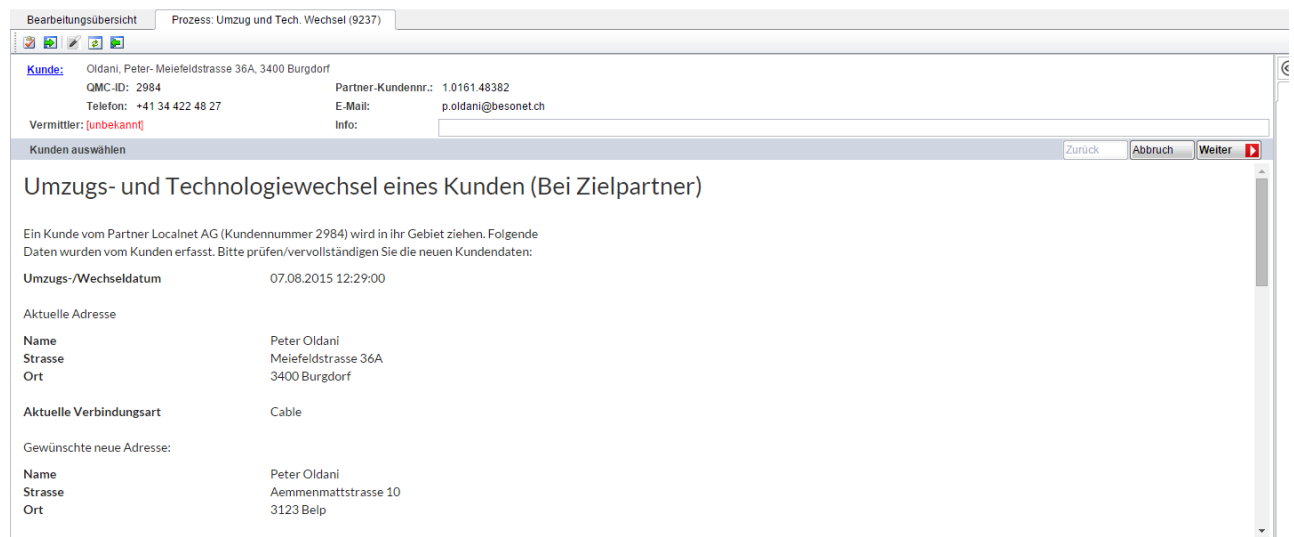 Bearbeitungsübersicht Prozess: Umzug und Tech. Wechsel (9237)
Kunde: Oldani, Peter- Meiefeldstrasse 36A, 3400 Burgdorf
QMC-ID: 2984 Partner-Kundennr.: 1.0161.48382
Telefon: +41 34 422 48 27 E-Mail: p.oldani@besonet.ch
Vermittler: [unbekannt] Info:
Kunden auswählen Zurück Abbruch Weiter
Umzugs- und Technologiewechsel eines Kunden (Bei Zielpartner)
Ein Kunde vom Partner Localnet AG (Kundennummer 2984) wird in ihr Gebiet ziehen. Folgende
Daten wurden vom Kunden erfasst. Bitte prüfen/vervollständigen Sie die neuen Kundendaten:
Umzugs-/Wechseldatum 07.08.2015 12:29:00
Aktuelle Adresse
Name Peter Oldani
Strasse Meiefeldstrasse 36A
Ort 3400 Burgdorf
Aktuelle Verbindungsart Cable
Gewünschte neue Adresse:
Name Peter Oldani
Strasse Aemmenmattstrasse 10
Ort 3123 Belp